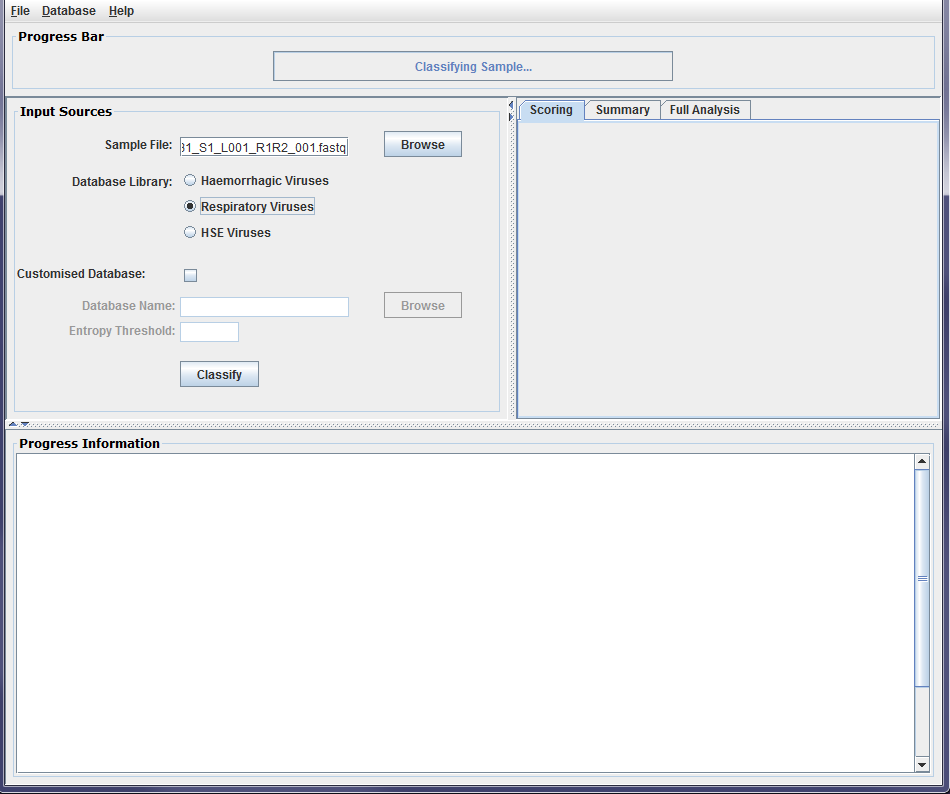 File Database Help
Progress Bar
Classifying Sample...
Input Sources
Sample File: 31_S1_L001_R1R2_001.fastq Browse
Database Library: Haemorrhagic Viruses
Respiratory Viruses
HSE Viruses
Customised Database:
Database Name: Browse
Entropy Threshold:
Classify
Scoring Summary Full Analysis
Progress Information